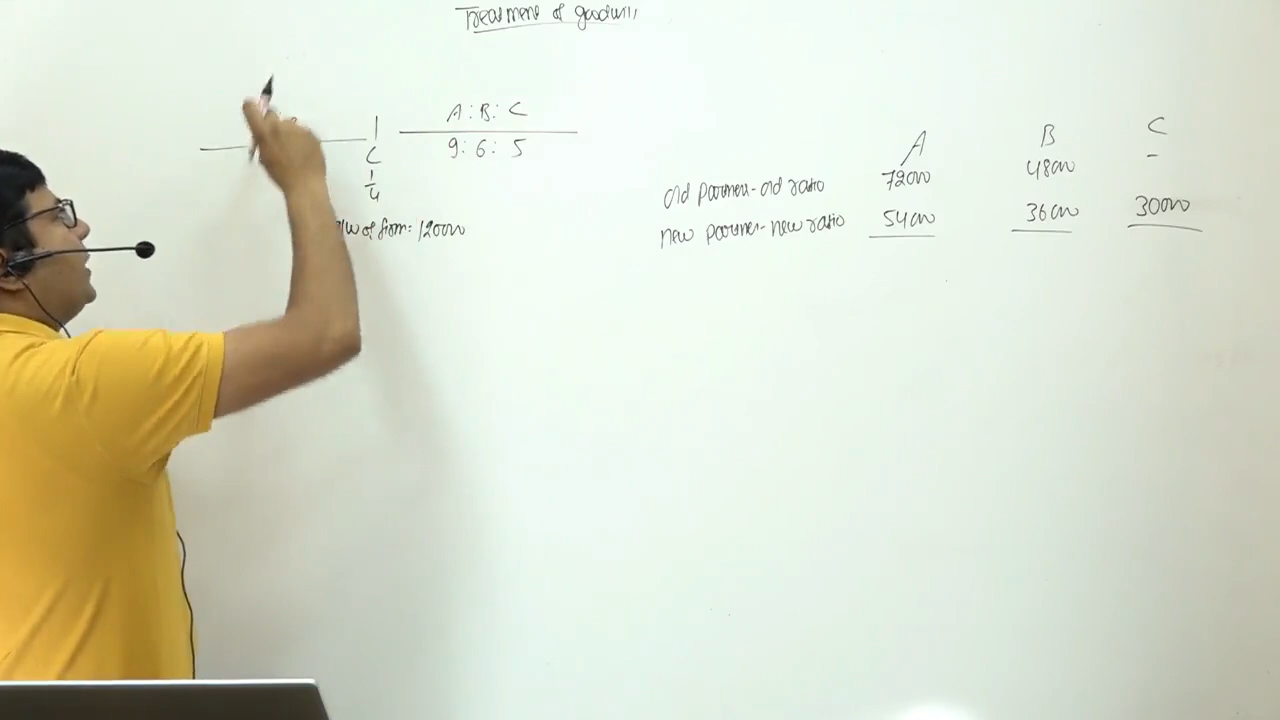 Treatment of goodwill
A : B : C
9 : 6 : 5
C
1/4
of firm = 120000
A B C
old partners - old ratio 72000 48000 -
new partner - new ratio 54000 36000 30000